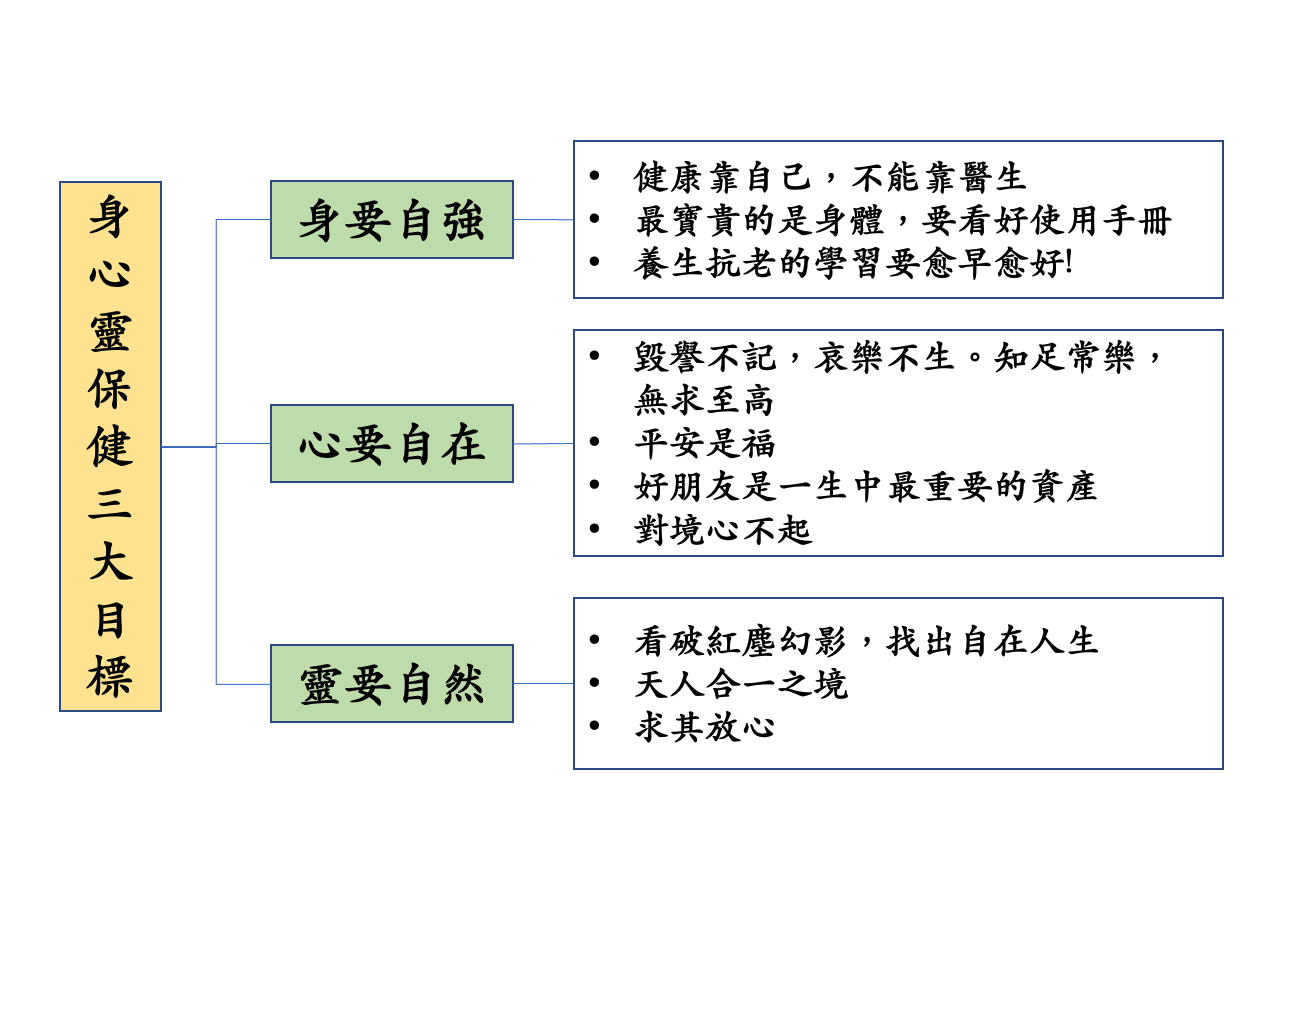 身心靈保健三大目標
身要自強
• 健康靠自己，不能靠醫生
• 最寶貴的是身體，要看好使用手冊
• 養生抗老的學習要愈早愈好!
心要自在
• 毀譽不記，哀樂不生。知足常樂，
無求至高
• 平安是福
• 好朋友是一生中最重要的資產
• 對境心不起
靈要自然
• 看破紅塵幻影，找出自在人生
• 天人合一之境
• 求其放心